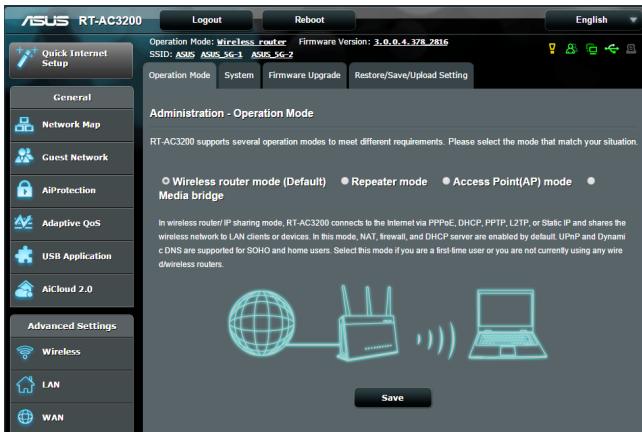 ASUS RT-AC3200 Logout Reboot English
Quick Internet Setup
Operation Mode: Wireless router Firmware Version: 3.0.0.4.378_2816
SSID: ASUS ASUS_5G-1 ASUS_5G-2
Operation Mode System Firmware Upgrade Restore/Save/Upload Setting
General
Network Map
Guest Network
AiProtection
Adaptive QoS
USB Application
AiCloud 2.0
Advanced Settings
Wireless
LAN
WAN
Administration - Operation Mode
RT-AC3200 supports several operation modes to meet different requirements. Please select the mode that match your situation.
Wireless router mode (Default) Repeater mode Access Point(AP) mode
Media bridge
In wireless router/ IP sharing mode, RT-AC3200 connects to the Internet via PPPoE, DHCP, PPTP, L2TP, or Static IP and shares the
wireless network to LAN clients or devices. In this mode, NAT, firewall, and DHCP server are enabled by default. UPnP and Dynami
c DNS are supported for SOHO and home users. Select this mode if you are a first-time user or you are not currently using any wire
d/wireless routers.
Save